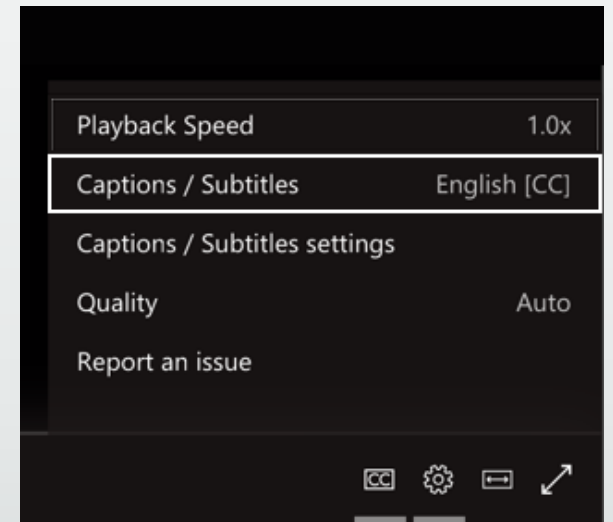 Playback Speed 1.0x
Captions / Subtitles English [CC]
Captions / Subtitles settings
Quality Auto
Report an issue
CC